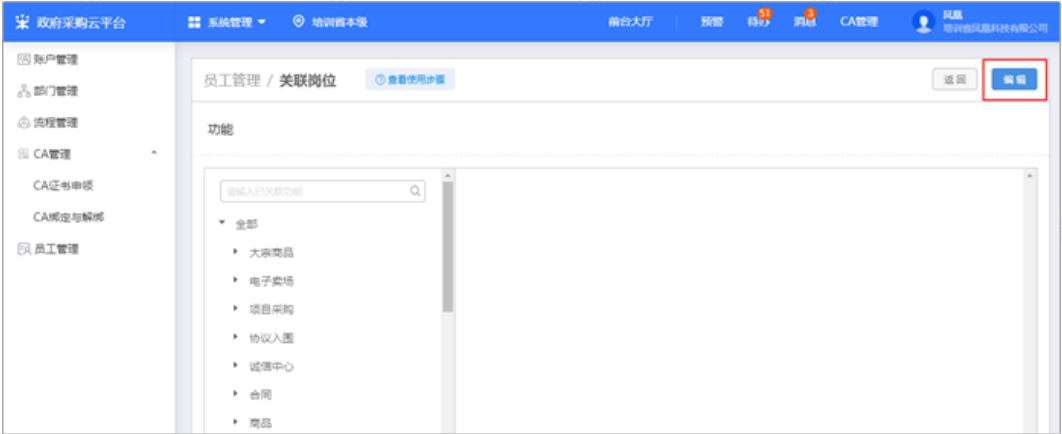 政府采购云平台
系统管理
培训省本级
前台大厅
预警
待办
51
消息
3
CA管理
凤凰
培训省凤凰科技有限公司
账户管理
部门管理
流程管理
CA管理
CA证书申领
CA绑定与解绑
员工管理
员工管理 / 关联岗位
查看使用步骤
返回
编辑
功能
请输入已关联功能
全部
大宗商品
电子卖场
项目采购
协议入围
诚信中心
合同
商品